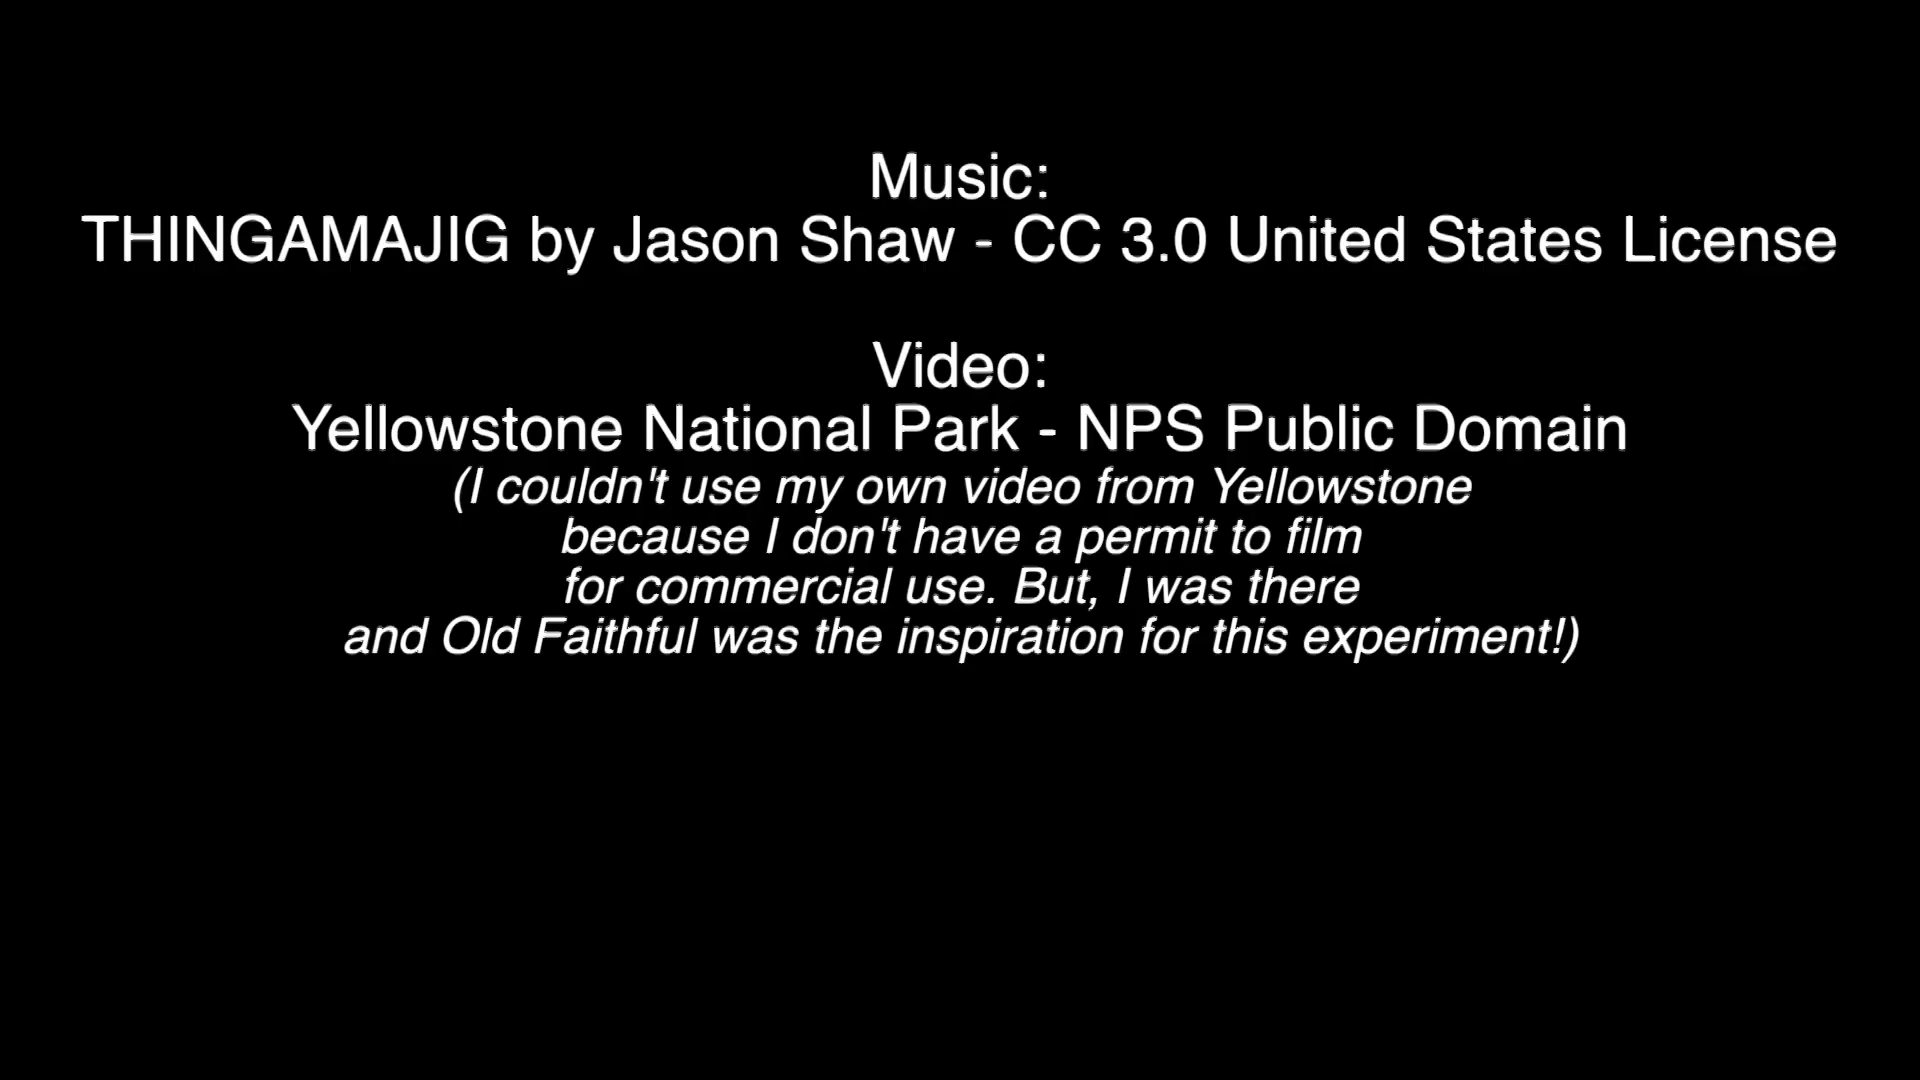 Music:
THINGAMAJIG by Jason Shaw - CC 3.0 United States License
Video:
Yellowstone National Park - NPS Public Domain
(I couldn't use my own video from Yellowstone
because I don't have a permit to film
for commercial use. But, I was there
and Old Faithful was the inspiration for this experiment!)